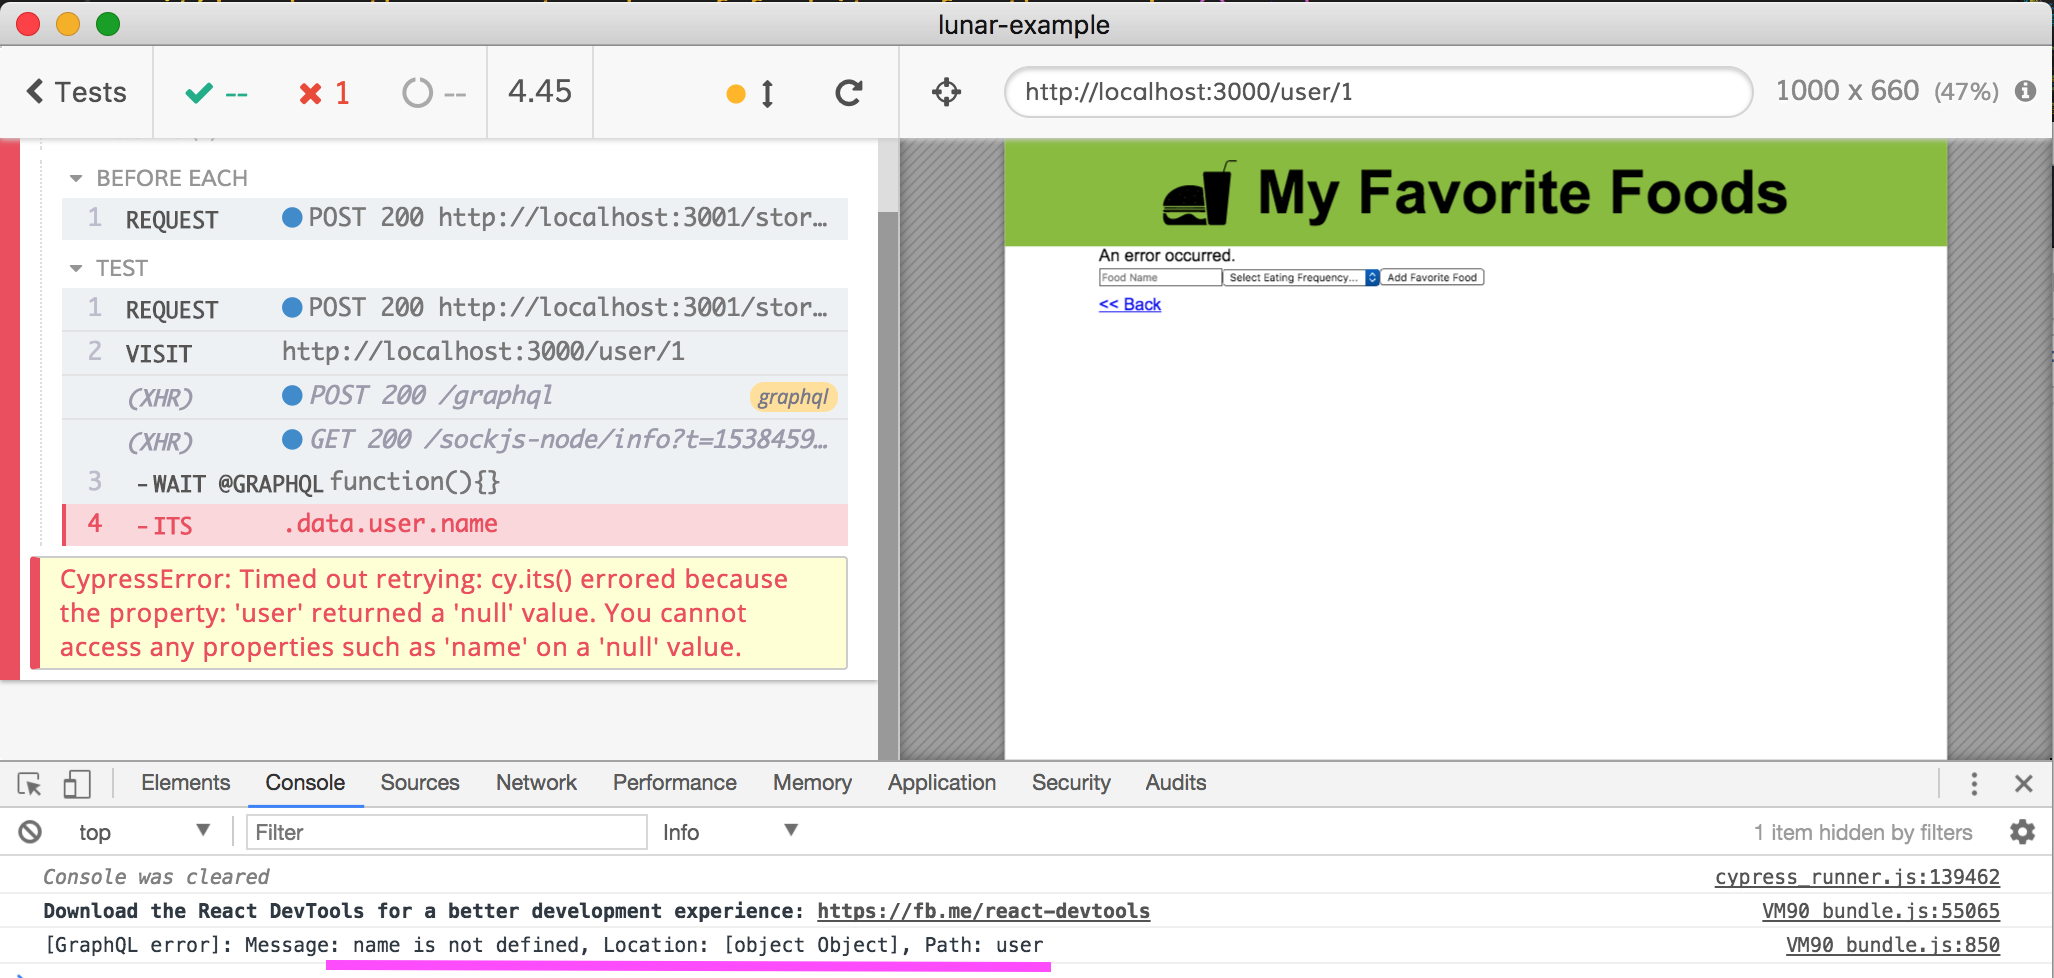 lunar-example
Tests
--
1
--
4.45
http://localhost:3000/user/1
1000 x 660 (47%)
BEFORE EACH
1 REQUEST POST 200 http://localhost:3001/stor…
TEST
1 REQUEST POST 200 http://localhost:3001/stor…
2 VISIT http://localhost:3000/user/1
(XHR) POST 200 /graphql graphql
(XHR) GET 200 /sockjs-node/info?t=1538459…
3 -WAIT @GRAPHQL function(){}
4 -ITS .data.user.name
CypressError: Timed out retrying: cy.its() errored because
the property: 'user' returned a 'null' value. You cannot
access any properties such as 'name' on a 'null' value.
My Favorite Foods
An error occurred.
Food Name Select Eating Frequency... Add Favorite Food
<< Back
Elements Console Sources Network Performance Memory Application Security Audits
top Filter Info 1 item hidden by filters
Console was cleared cypress_runner.js:139462
Download the React DevTools for a better development experience: https://fb.me/react-devtools VM90 bundle.js:55065
[GraphQL error]: Message: name is not defined, Location: [object Object], Path: user VM90 bundle.js:850